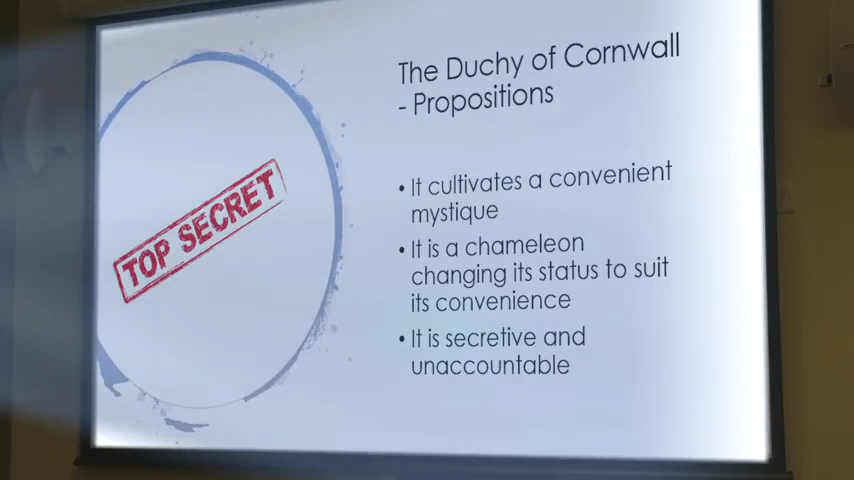 The Duchy of Cornwall
- Propositions
• It cultivates a convenient
mystique
• It is a chameleon
changing its status to suit
its convenience
• It is secretive and
unaccountable
TOP SECRET